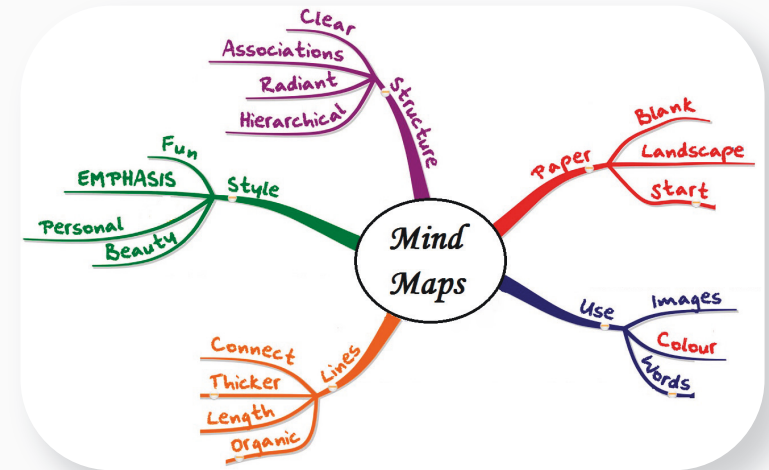 Mind
Maps
Structure
Clear
Associations
Radiant
Hierarchical
Paper
Blank
Landscape
Start
Use
Images
Colour
Words
Lines
Connect
Thicker
Length
Organic
Style
Fun
EMPHASIS
Personal
Beauty